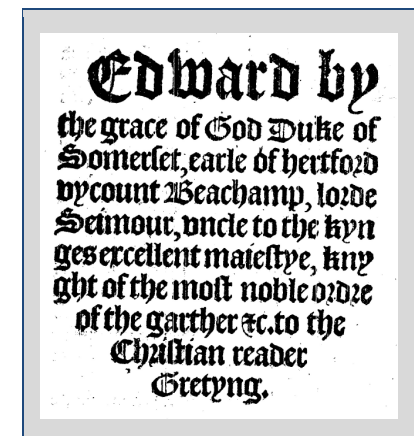 Edward by
the grace of God Duke of
Somerset,earle of hertford
vycount Beachamp, lorde
Seimour,vncle to the kyn
ges excellent maiestye, kny
ght of the most noble ordre
of the garther &c.to the
Christian reader
Gretyng.